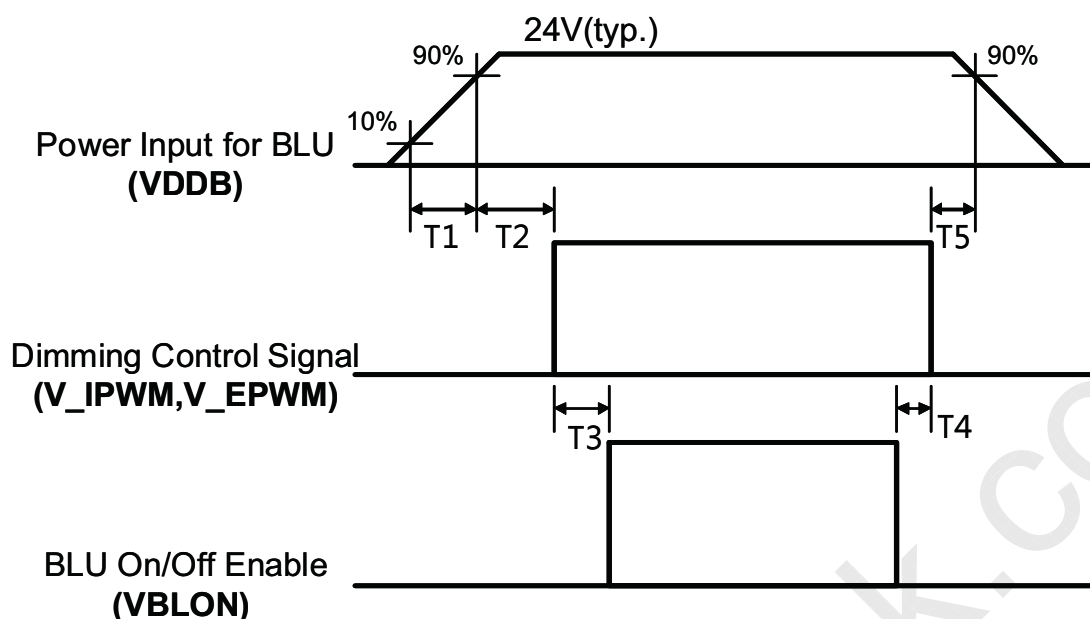 24V(typ.)
90%
90%
10%
Power Input for BLU
(VDDB)
T1
T2
T5
Dimming Control Signal
(V_IPWM,V_EPWM)
T3
T4
BLU On/Off Enable
(VBLON)